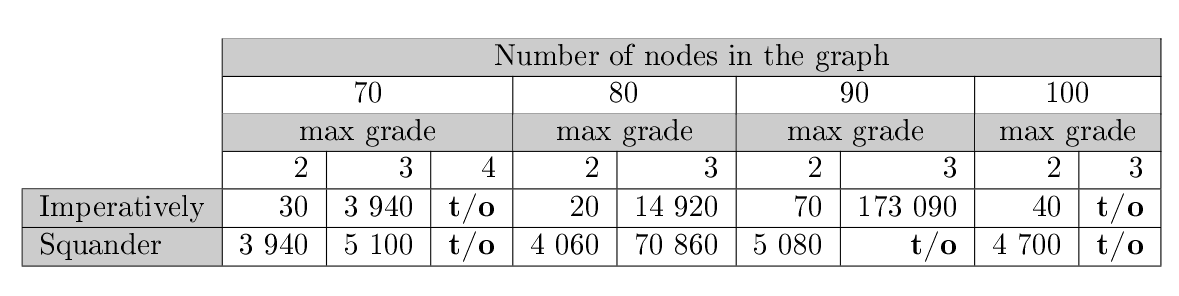 Number of nodes in the graph
70 80 90 100
max grade max grade max grade max grade
2 3 4 2 3 2 3 2 3
Imperatively 30 3 940 t/o 20 14 920 70 173 090 40 t/o
Squander 3 940 5 100 t/o 4 060 70 860 5 080 t/o 4 700 t/o